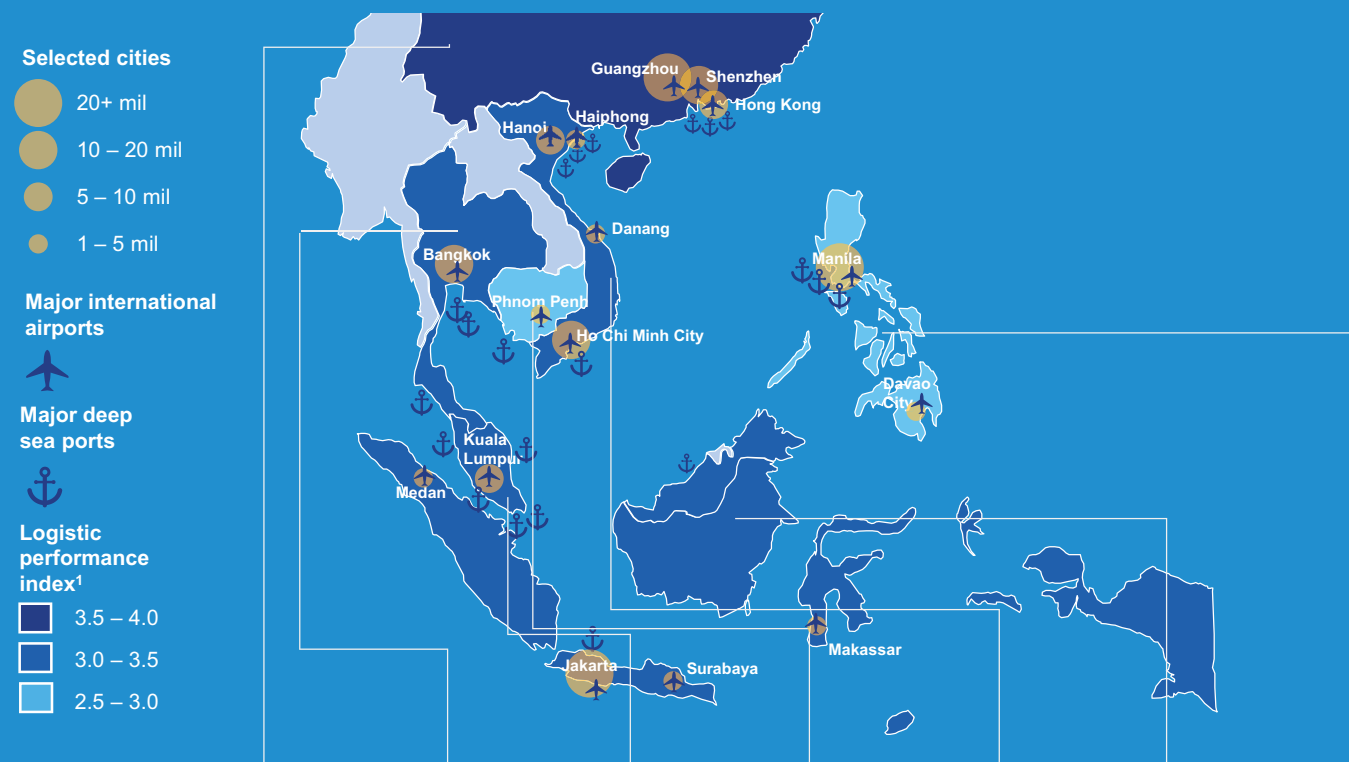 Selected cities
20+ mil
10 – 20 mil
5 – 10 mil
1 – 5 mil
Major international
airports
Major deep
sea ports
Logistic
performance
index¹
3.5 – 4.0
3.0 – 3.5
2.5 – 3.0
Guangzhou
Shenzhen
Hong Kong
Haiphong
Hanoi
Danang
Bangkok
Manila
Phnom Penh
Ho Chi Minh City
Davao
City
Kuala
Lumpur
Medan
Makassar
Jakarta
Surabaya